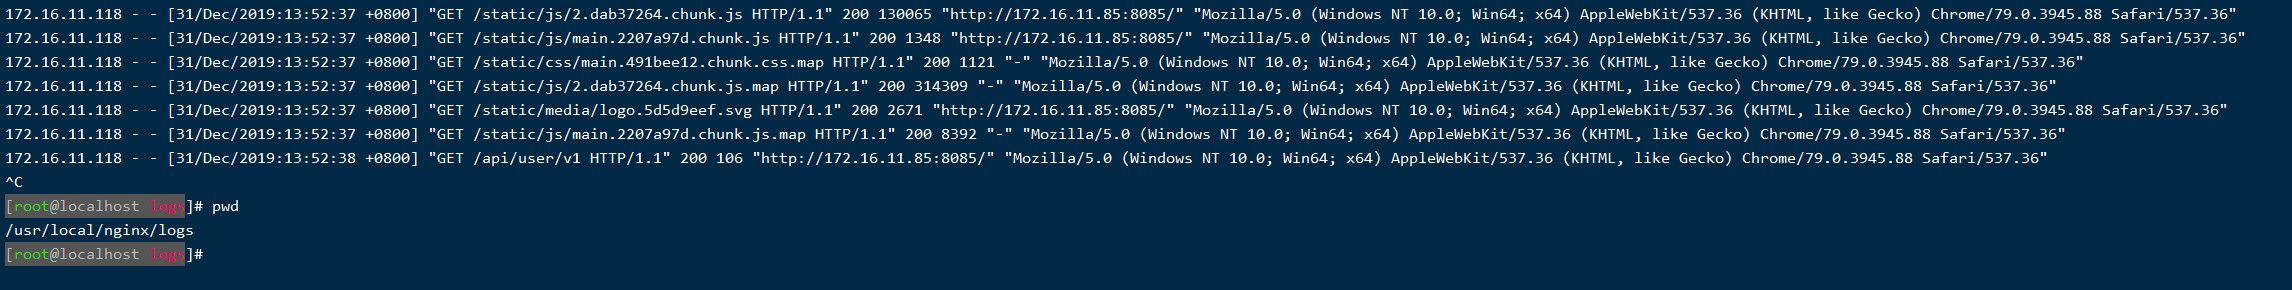 172.16.11.118 - - [31/Dec/2019:13:52:37 +0800] "GET /static/js/2.dab37264.chunk.js HTTP/1.1" 200 130065 "http://172.16.11.85:8085/" "Mozilla/5.0 (Windows NT 10.0; Win64; x64) AppleWebKit/537.36 (KHTML, like Gecko) Chrome/79.0.3945.88 Safari/537.36"
172.16.11.118 - - [31/Dec/2019:13:52:37 +0800] "GET /static/js/main.2207a97d.chunk.js HTTP/1.1" 200 1348 "http://172.16.11.85:8085/" "Mozilla/5.0 (Windows NT 10.0; Win64; x64) AppleWebKit/537.36 (KHTML, like Gecko) Chrome/79.0.3945.88 Safari/537.36"
172.16.11.118 - - [31/Dec/2019:13:52:37 +0800] "GET /static/css/main.491bee12.chunk.css.map HTTP/1.1" 200 1121 "-" "Mozilla/5.0 (Windows NT 10.0; Win64; x64) AppleWebKit/537.36 (KHTML, like Gecko) Chrome/79.0.3945.88 Safari/537.36"
172.16.11.118 - - [31/Dec/2019:13:52:37 +0800] "GET /static/js/2.dab37264.chunk.js.map HTTP/1.1" 200 314309 "-" "Mozilla/5.0 (Windows NT 10.0; Win64; x64) AppleWebKit/537.36 (KHTML, like Gecko) Chrome/79.0.3945.88 Safari/537.36"
172.16.11.118 - - [31/Dec/2019:13:52:37 +0800] "GET /static/media/logo.5d5d9eef.svg HTTP/1.1" 200 2671 "http://172.16.11.85:8085/" "Mozilla/5.0 (Windows NT 10.0; Win64; x64) AppleWebKit/537.36 (KHTML, like Gecko) Chrome/79.0.3945.88 Safari/537.36"
172.16.11.118 - - [31/Dec/2019:13:52:37 +0800] "GET /static/js/main.2207a97d.chunk.js.map HTTP/1.1" 200 8392 "-" "Mozilla/5.0 (Windows NT 10.0; Win64; x64) AppleWebKit/537.36 (KHTML, like Gecko) Chrome/79.0.3945.88 Safari/537.36"
172.16.11.118 - - [31/Dec/2019:13:52:38 +0800] "GET /api/user/v1 HTTP/1.1" 200 106 "http://172.16.11.85:8085/" "Mozilla/5.0 (Windows NT 10.0; Win64; x64) AppleWebKit/537.36 (KHTML, like Gecko) Chrome/79.0.3945.88 Safari/537.36"
^C
[root@localhost logs]# pwd
/usr/local/nginx/logs
[root@localhost logs]#